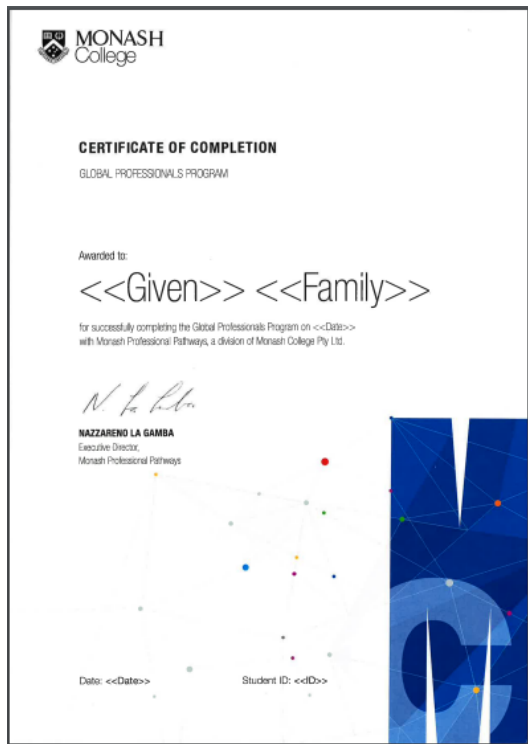 MONASH
College
CERTIFICATE OF COMPLETION
GLOBAL PROFESSIONALS PROGRAM
Awarded to:
<<Given>> <<Family>>
for successfully completing the Global Professionals Program on <<Date>>
with Monash Professional Pathways, a division of Monash College Pty Ltd.
N. La Gamba
NAZZARENO LA GAMBA
Executive Director,
Monash Professional Pathways
M
C
Date: <<Date>>
Student ID: <<ID>>